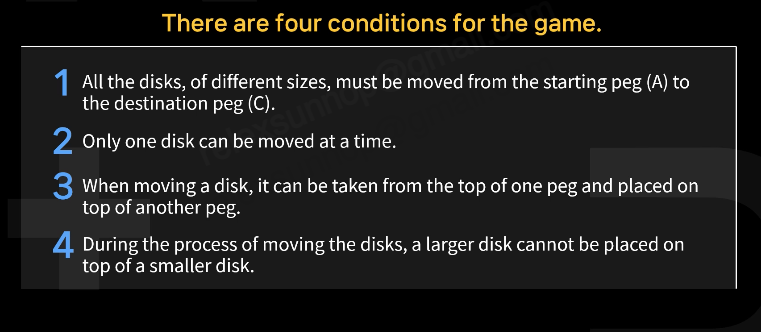 There are four conditions for the game.
1 All the disks, of different sizes, must be moved from the starting peg (A) to
the destination peg (C).
2 Only one disk can be moved at a time.
3 When moving a disk, it can be taken from the top of one peg and placed on
top of another peg.
4 During the process of moving the disks, a larger disk cannot be placed on
top of a smaller disk.